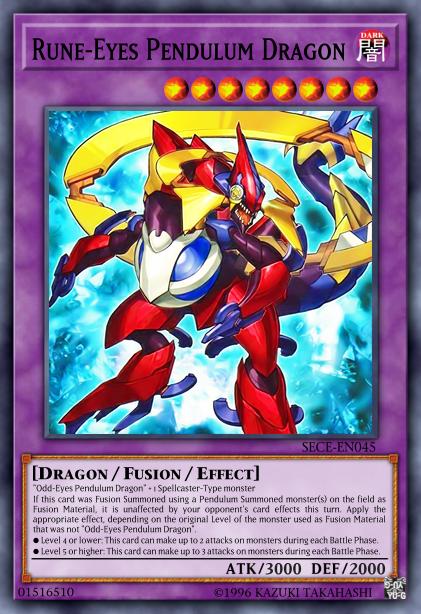 Rune-Eyes Pendulum Dragon
DARK
闇
SECE-EN045
[Dragon / Fusion / Effect]
"Odd-Eyes Pendulum Dragon" + 1 Spellcaster-Type monster
If this card was Fusion Summoned using a Pendulum Summoned monster(s) on the field as
Fusion Material, it is unaffected by your opponent's card effects this turn. Apply the
appropriate effect, depending on the original Level of the monster used as Fusion Material
that was not "Odd-Eyes Pendulum Dragon".
● Level 4 or lower: This card can make up to 2 attacks on monsters during each Battle Phase.
● Level 5 or higher: This card can make up to 3 attacks on monsters during each Battle Phase.
ATK/3000 DEF/2000
01516510
©1996 KAZUKI TAKAHASHI